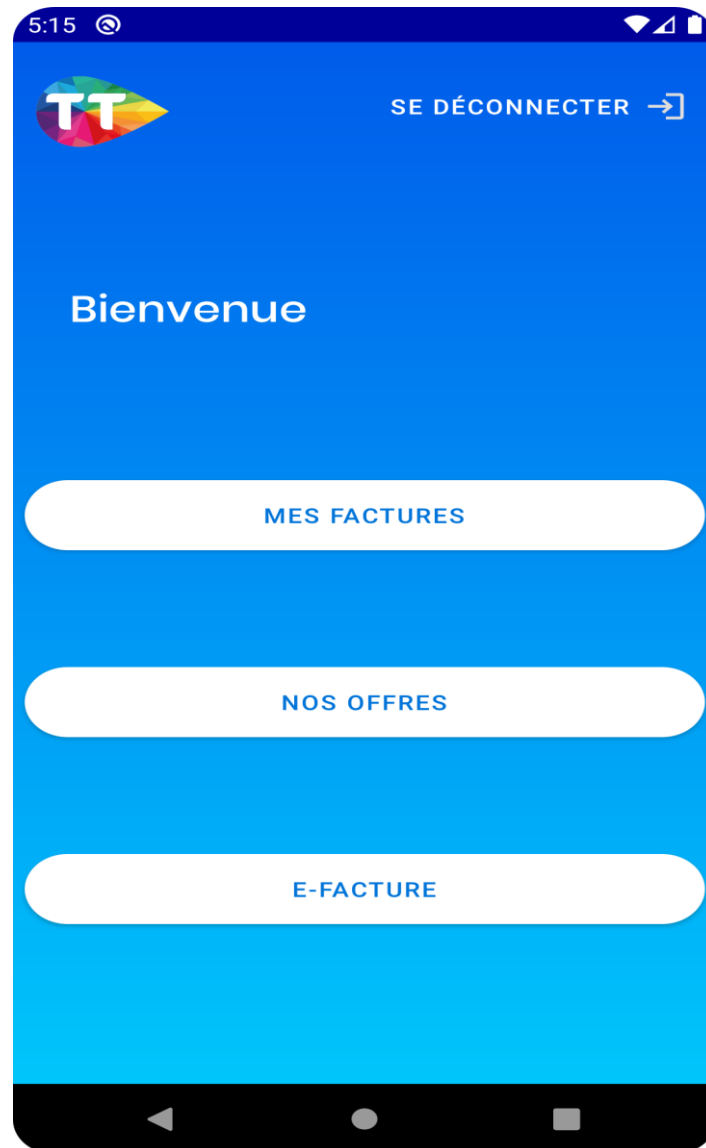 5:15
TT
SE DÉCONNECTER
Bienvenue
MES FACTURES
NOS OFFRES
E-FACTURE